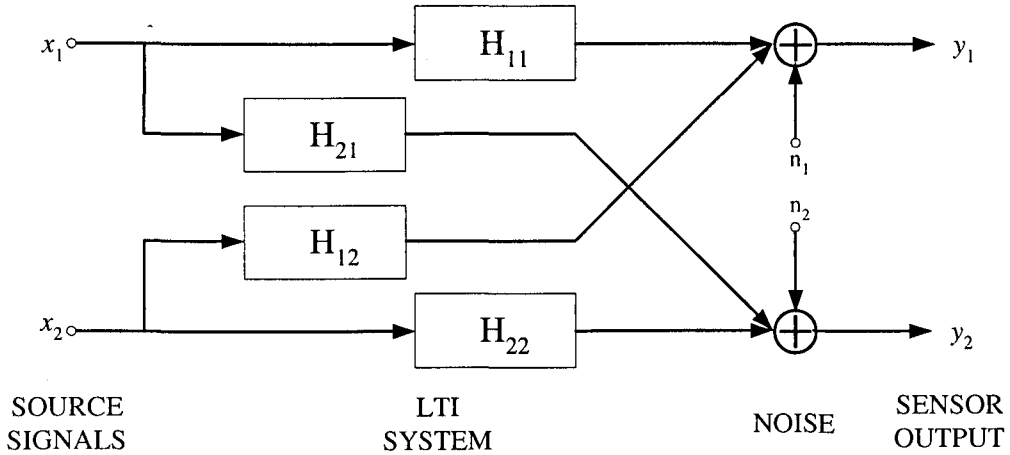 x₁
H₁₁
y₁
H₂₁
n₁
n₂
H₁₂
x₂
H₂₂
y₂
SOURCE
SIGNALS
LTI
SYSTEM
NOISE
SENSOR
OUTPUT